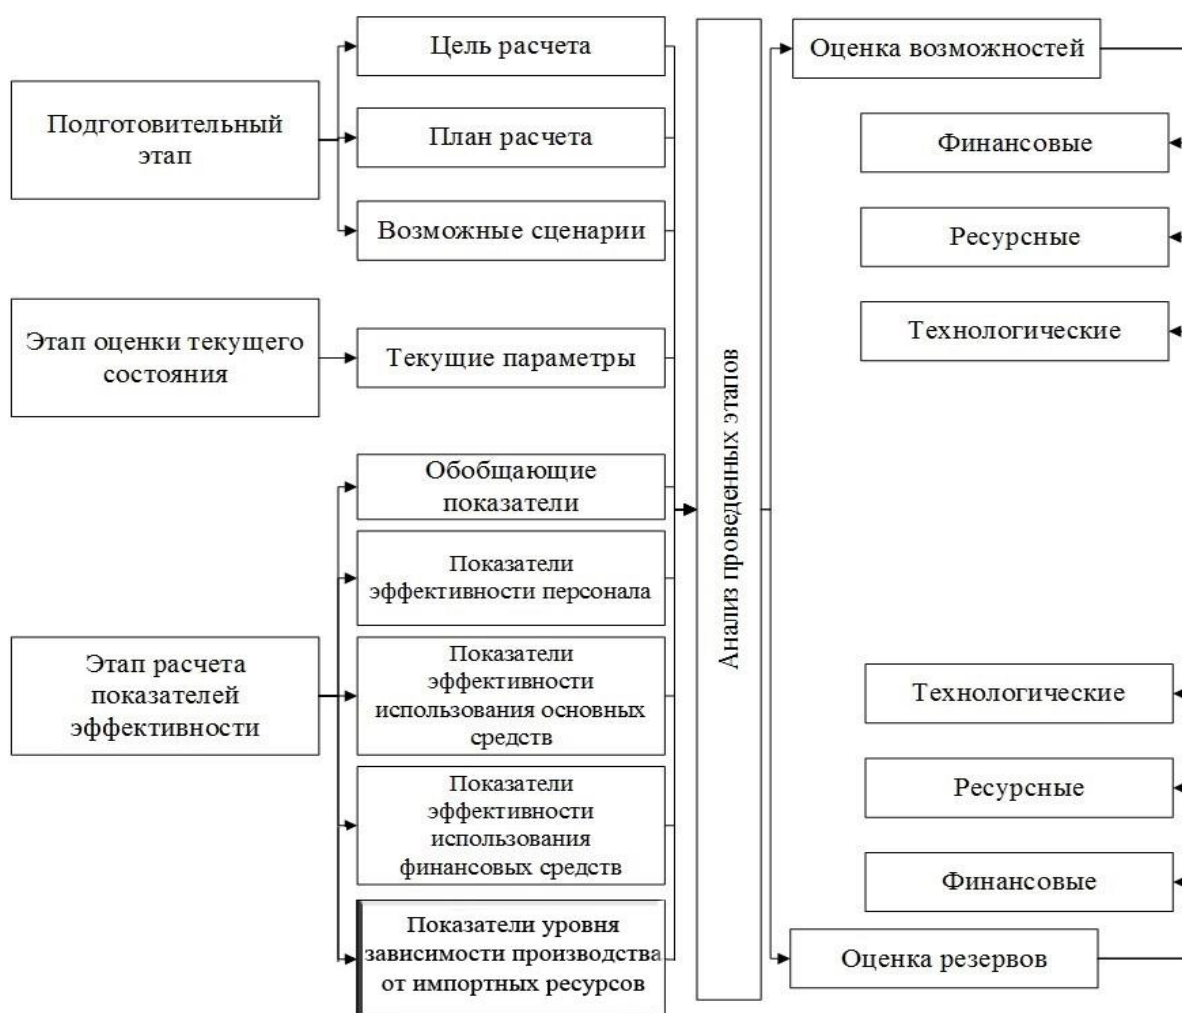 Подготовительный
этап
Цель расчета
План расчета
Возможные сценарии
Этап оценки текущего
состояния
Текущие параметры
Этап расчета
показателей
эффективности
Обобщающие
показатели
Показатели
эффективности персонала
Показатели
эффективности
использования основных
средств
Показатели
эффективности
использования
финансовых средств
Показатели уровня
зависимости производства
от импортных ресурсов
Анализ проведенных этапов
Оценка возможностей
Финансовые
Ресурсные
Технологические
Технологические
Ресурсные
Финансовые
Оценка резервов